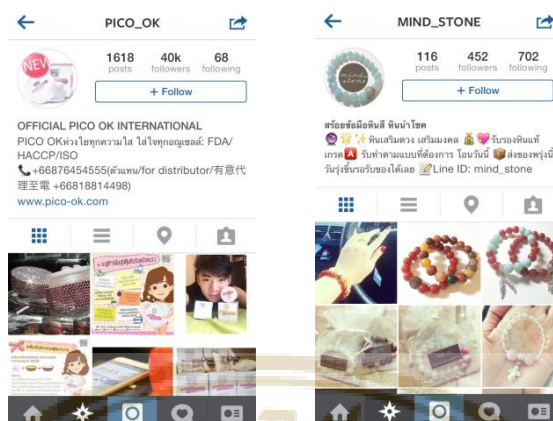 PICO_OK
NEW
1618
40k
68
posts
followers
following
+ Follow
OFFICIAL PICO OK INTERNATIONAL
PICO OKห่วงใยทุกความใส ใส่ใจทุกอณูเซลล์: FDA/
HACCP/ISO
📞+66876454555(ตัวแทน/for distributor/有意代
理至電 +66818814498)
www.pico-ok.com
MIND_STONE
mind
stone
116
452
702
posts
followers
following
+ Follow
สร้อยข้อมือหินสี หินนำโชค
🔮🌟✨หินเสริมดวง เสริมมงคล 💰💖รับรองหินแท้
เกรด🅰 รับทำตามแบบที่ต้องการ โอนวันนี้ 📦ส่งของพรุ่งนี้
วันรุ่งขึ้นรอรับของได้เลย 📝Line ID: mind_stone